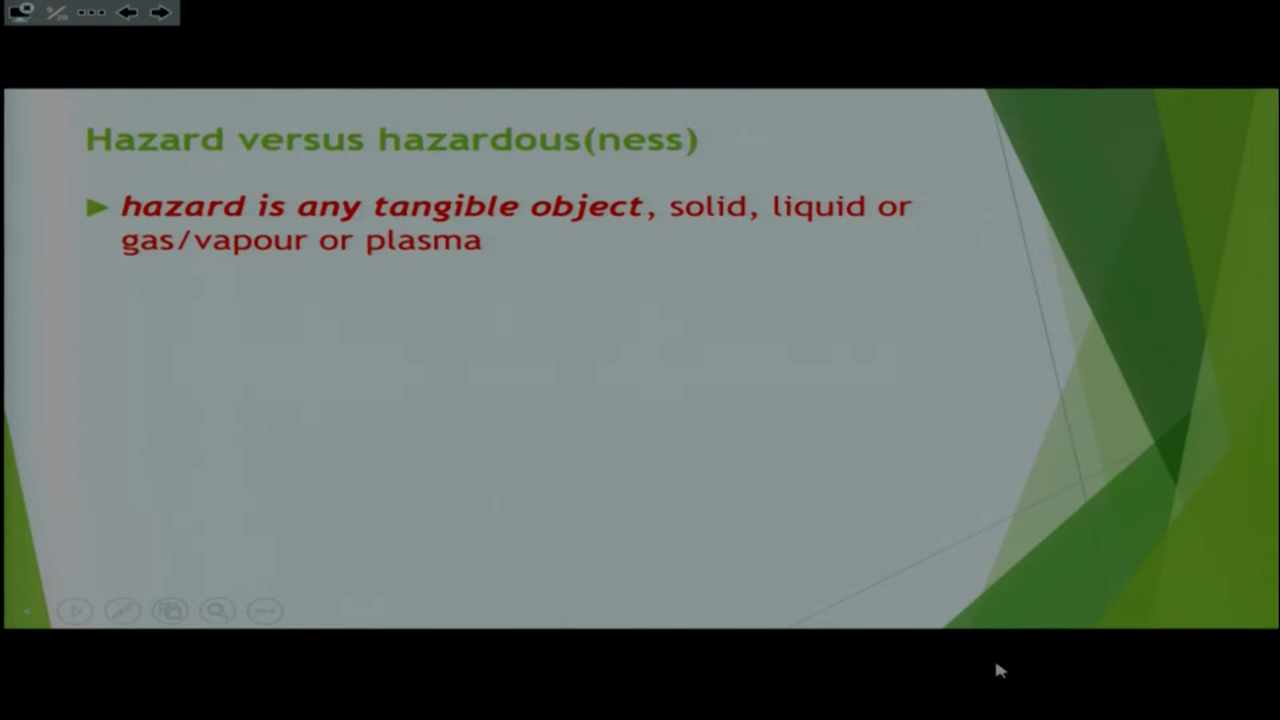 Hazard versus hazardous(ness)
hazard is any tangible object, solid, liquid or
gas/vapour or plasma